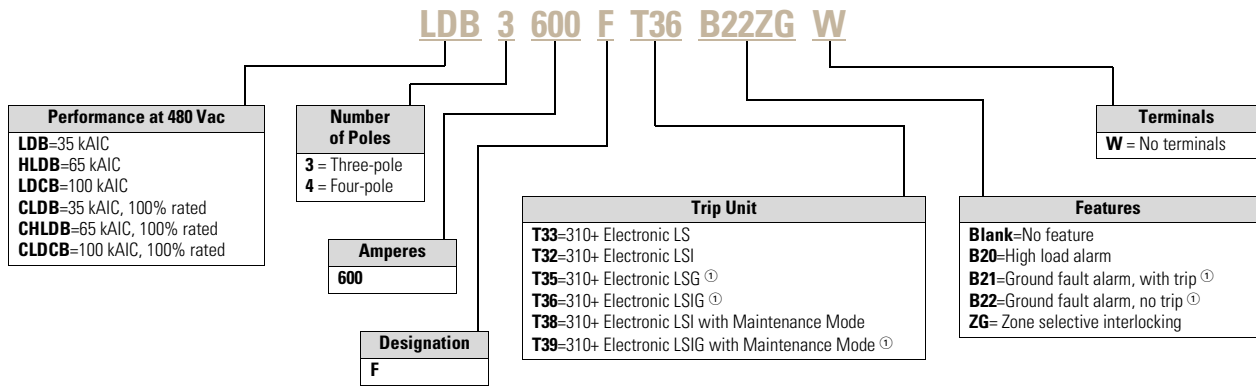 LDB 3 600 F T36 B22ZG W
Performance at 480 Vac
LDB=35 kAIC
HLDB=65 kAIC
LDCB=100 kAIC
CLDB=35 kAIC, 100% rated
CHLDB=65 kAIC, 100% rated
CLDCB=100 kAIC, 100% rated
Number
of Poles
3 = Three-pole
4 = Four-pole
Amperes
600
Designation
F
Trip Unit
T33=310+ Electronic LS
T32=310+ Electronic LSI
T35=310+ Electronic LSG ①
T36=310+ Electronic LSIG ①
T38=310+ Electronic LSI with Maintenance Mode
T39=310+ Electronic LSIG with Maintenance Mode ①
Features
Blank=No feature
B20=High load alarm
B21=Ground fault alarm, with trip ①
B22=Ground fault alarm, no trip ①
ZG= Zone selective interlocking
Terminals
W = No terminals